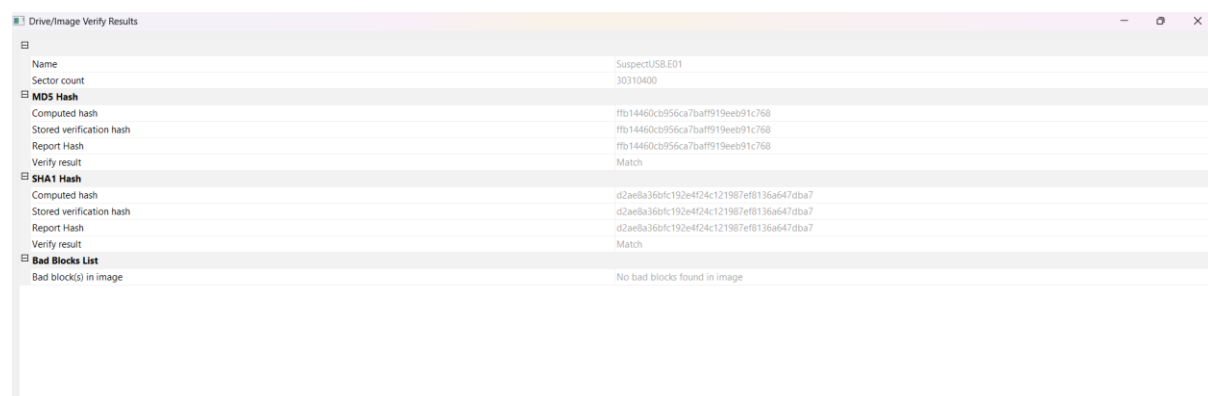 Drive/Image Verify Results
Name SuspectUSB.E01
Sector count 30310400
MD5 Hash
Computed hash ffb14460cb956ca7baff919eeb91c768
Stored verification hash ffb14460cb956ca7baff919eeb91c768
Report Hash ffb14460cb956ca7baff919eeb91c768
Verify result Match
SHA1 Hash
Computed hash d2ae8a36bfc192e4f24c121987ef8136a647dba7
Stored verification hash d2ae8a36bfc192e4f24c121987ef8136a647dba7
Report Hash d2ae8a36bfc192e4f24c121987ef8136a647dba7
Verify result Match
Bad Blocks List
Bad block(s) in image No bad blocks found in image